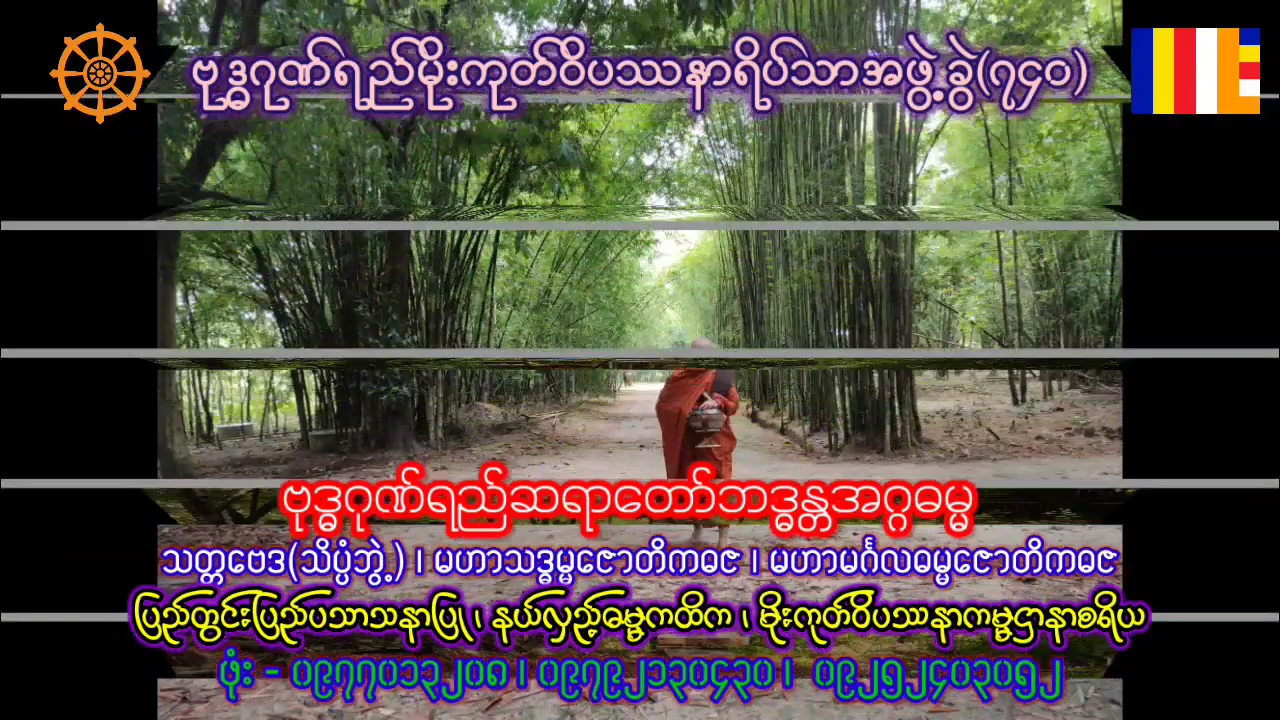 ဗုဒ္ဓဂုဏ်ရည်မိုးကုတ်ဝိပဿနာရိပ်သာအဖွဲ့ခွဲ(၇၄၀)
ဗုဒ္ဓဂုဏ်ရည်ဆရာတော်ဘဒ္ဓန္တအဂ္ဂဓမ္မ
သတ္တဗေဒ(သိပ္ပံဘွဲ့) ၊ မဟာသဒ္ဓမ္မဇောတိကဓဇ ၊ မဟာမင်္ဂလဓမ္မဇောတိကဓဇ
ပြည်တွင်းပြည်ပသာသနာပြု ၊ နယ်လှည့်ဓမ္မကထိက ၊ မိုးကုတ်ဝိပဿနာကမ္မဋ္ဌာနာစရိယ
ဖုံး - ၀၉၇၇၀၁၃၂၀၈ ၊ ၀၉၇၉၂၁၃၀၄၃၀ ၊ ၀၉၂၅၂၄၀၃၀၅၂